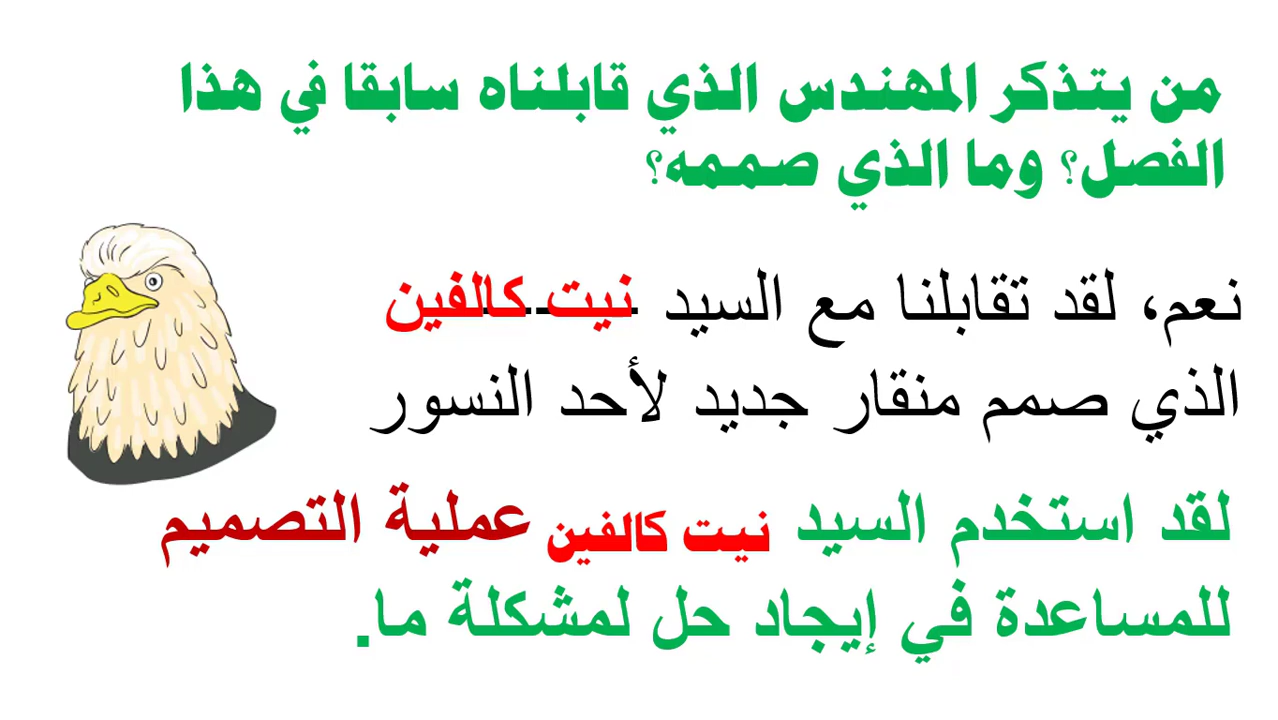 من يتذكر المهندس الذي قابلناه سابقا في هذا
الفصل؟ وما الذي صممه؟
نعم، لقد تقابلنا مع السيد نيت كالفين
الذي صمم منقار جديد لأحد النسور
لقد استخدم السيد نيت كالفين عملية التصميم
للمساعدة في إيجاد حل لمشكلة ما.